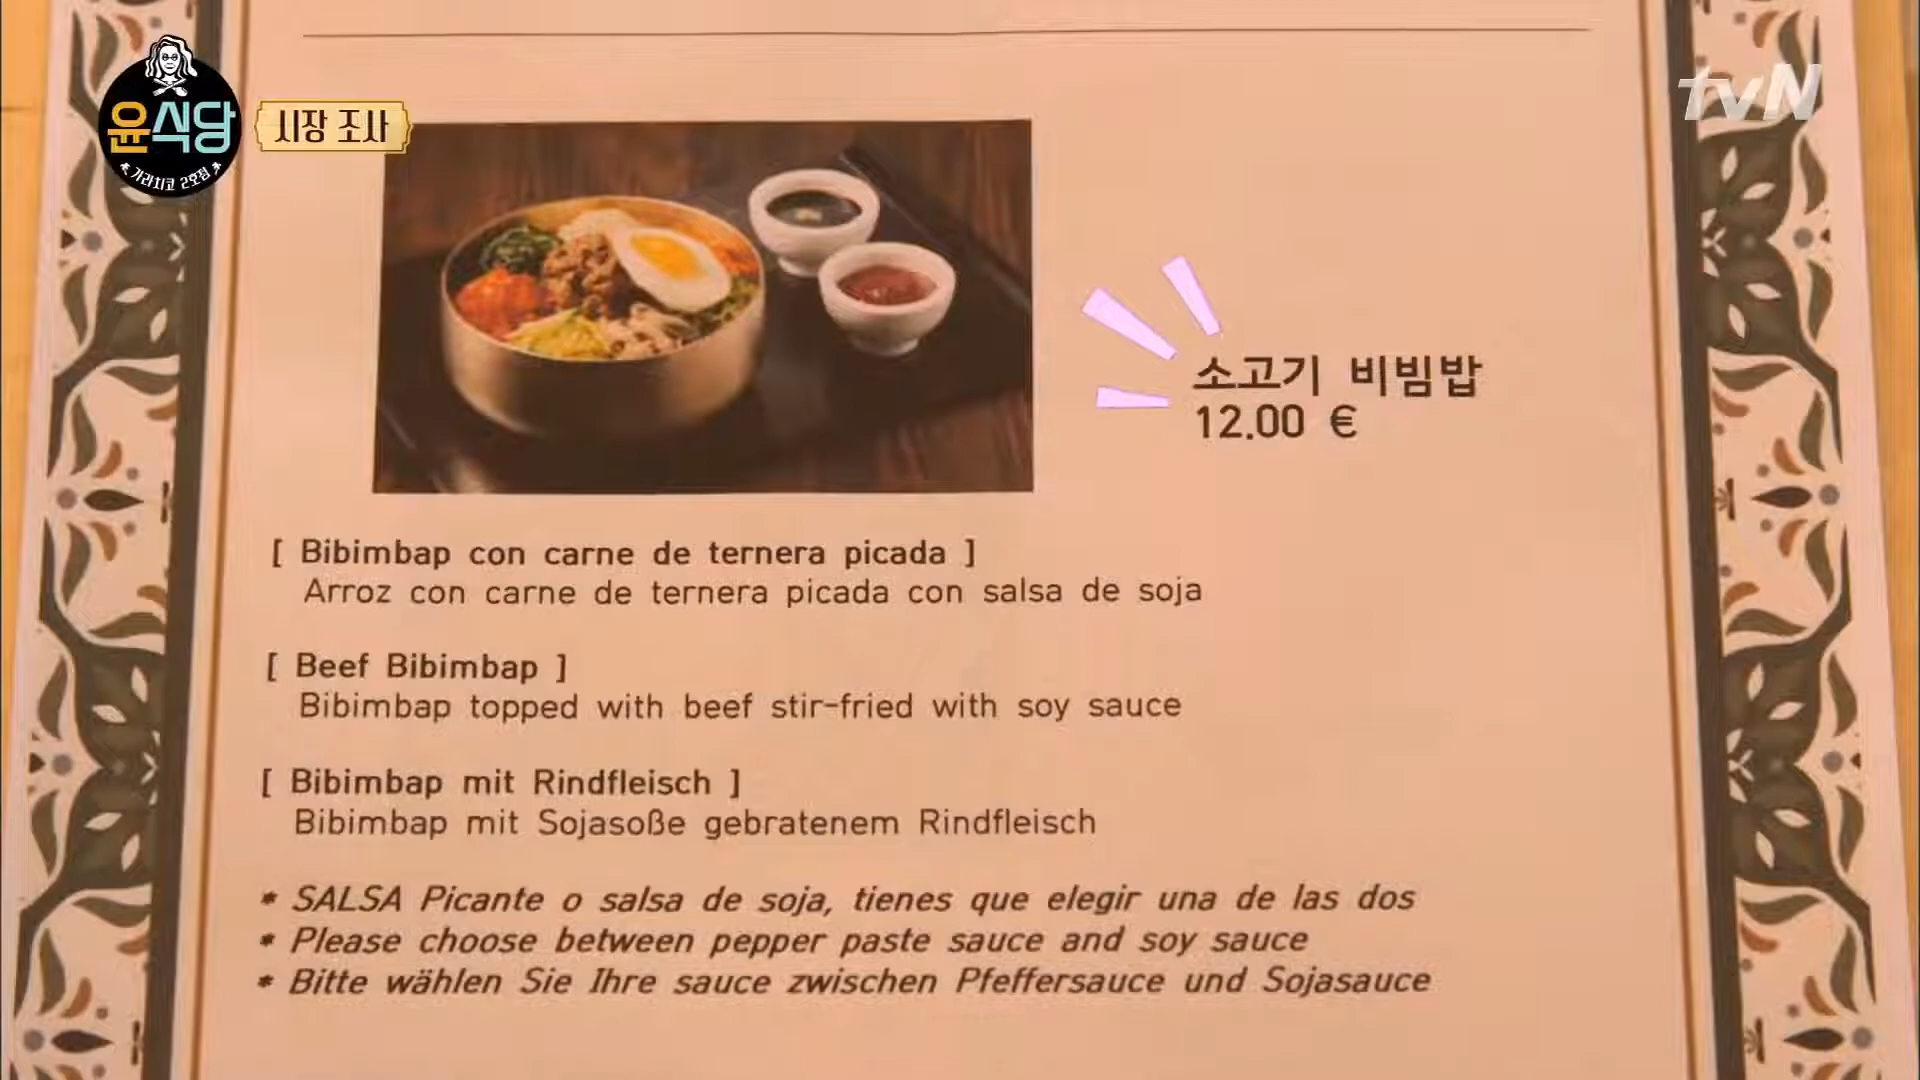 윤식당
가라치코 2호점
시장 조사
tvN
소고기 비빔밥
12.00 €
[ Bibimbap con carne de ternera picada ]
Arroz con carne de ternera picada con salsa de soja
[ Beef Bibimbap ]
Bibimbap topped with beef stir-fried with soy sauce
[ Bibimbap mit Rindfleisch ]
Bibimbap mit Sojasoße gebratenem Rindfleisch
* SALSA Picante o salsa de soja, tienes que elegir una de las dos
* Please choose between pepper paste sauce and soy sauce
* Bitte wählen Sie Ihre sauce zwischen Pfeffersauce und Sojasauce